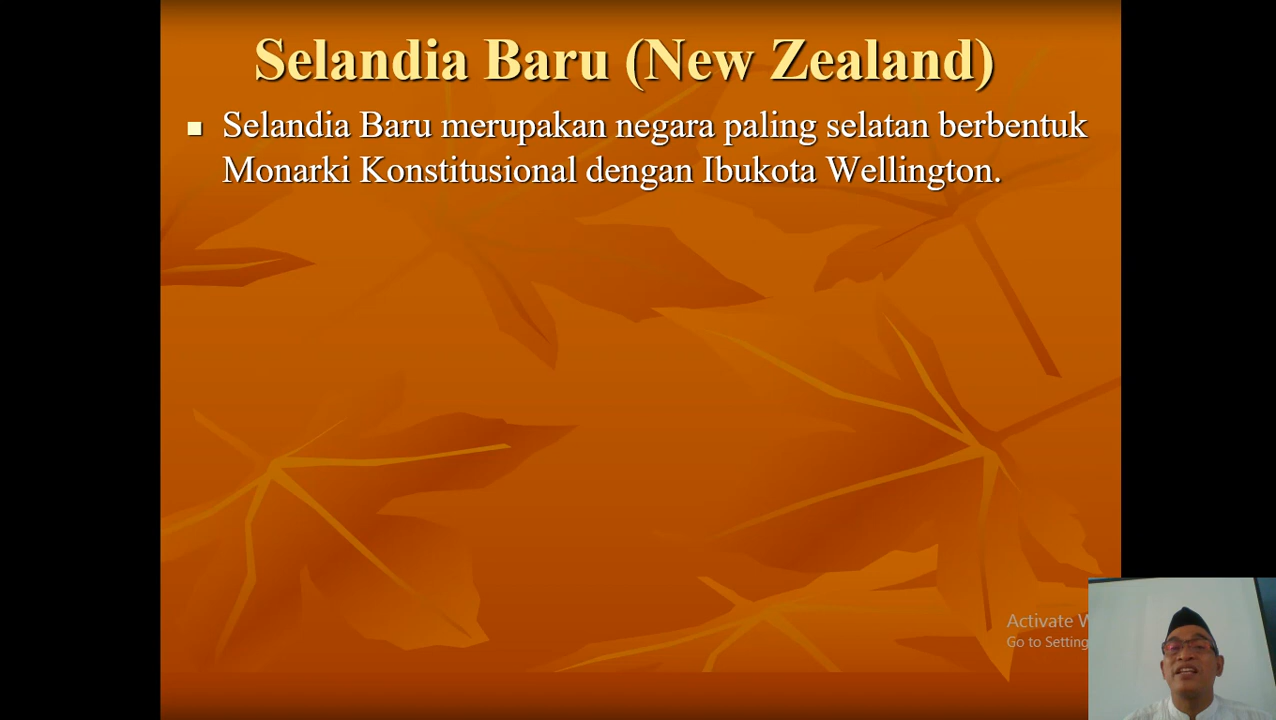 Selandia Baru (New Zealand)
Selandia Baru merupakan negara paling selatan berbentuk
Monarki Konstitusional dengan Ibukota Wellington.
Activate
Go to Setting